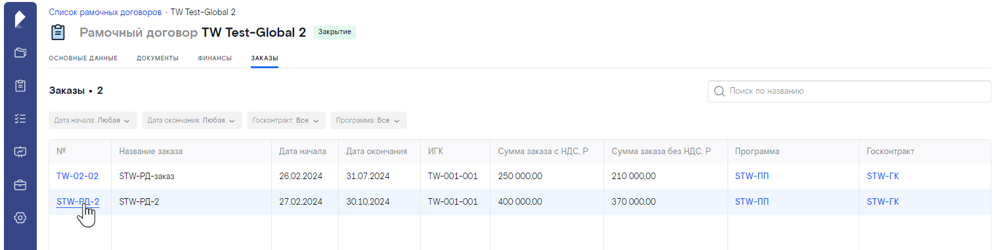 Список рамочных договоров • TW Test-Global 2
Рамочный договор TW Test-Global 2 Закрытие
ОСНОВНЫЕ ДАННЫЕ ДОКУМЕНТЫ ФИНАНСЫ ЗАКАЗЫ
Заказы • 2 Поиск по названию
Дата начала: Любая Дата окончания: Любая Госконтракт: Все Программа: Все
№ Название заказа Дата начала Дата окончания ИГК Сумма заказа с НДС, Р Сумма заказа без НДС, Р Программа Госконтракт
TW-02-02 STW-РД-заказ 26.02.2024 31.07.2024 TW-001-001 250 000,00 210 000,00 STW-ПП STW-ГК
STW-РД-2 STW-РД-2 27.02.2024 30.10.2024 TW-001-001 400 000,00 370 000,00 STW-ПП STW-ГК